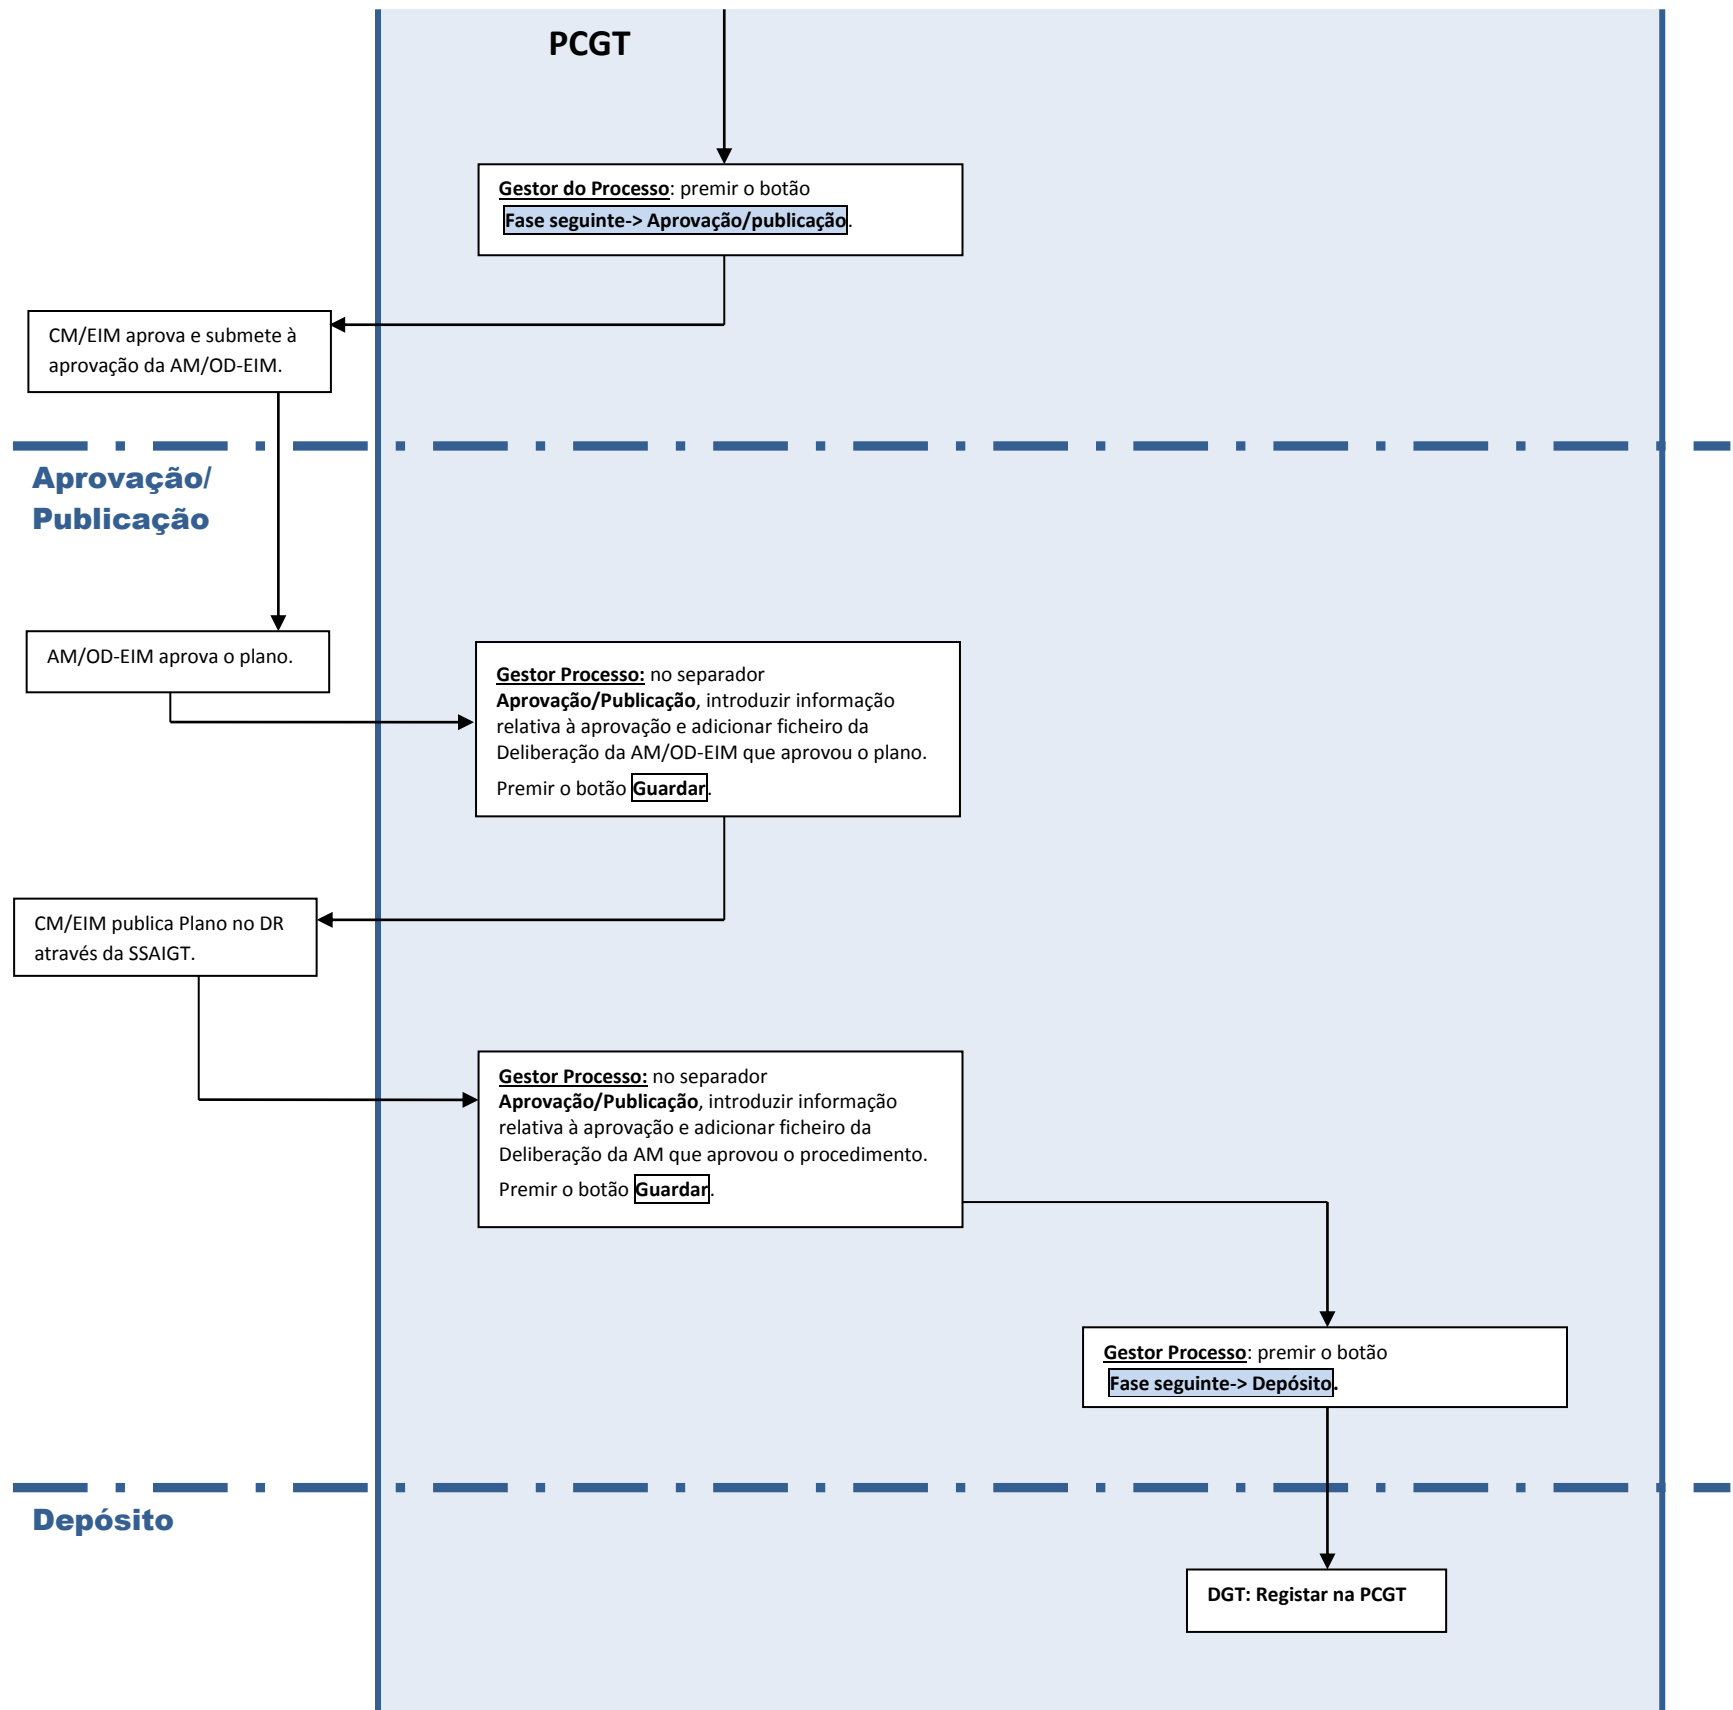 PCGT
Gestor do Processo: premir o botão
Fase seguinte-> Aprovação/publicação.
CM/EIM aprova e submete à
aprovação da AM/OD-EIM.
Aprovação/
Publicação
AM/OD-EIM aprova o plano.
Gestor Processo: no separador
Aprovação/Publicação, introduzir informação
relativa à aprovação e adicionar ficheiro da
Deliberação da AM/OD-EIM que aprovou o plano.
Premir o botão Guardar.
CM/EIM publica Plano no DR
através da SSAIGT.
Gestor Processo: no separador
Aprovação/Publicação, introduzir informação
relativa à aprovação e adicionar ficheiro da
Deliberação da AM que aprovou o procedimento.
Premir o botão Guardar.
Gestor Processo: premir o botão
Fase seguinte-> Depósito.
Depósito
DGT: Registar na PCGT